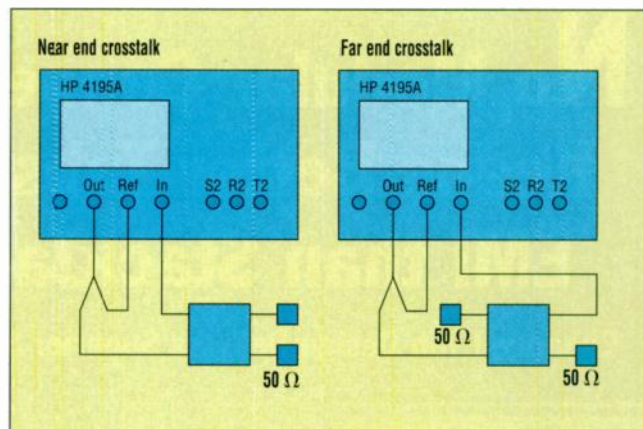 Near end crosstalk
HP 4195A
Out Ref In S2 R2 T2
50 Ω
Far end crosstalk
HP 4195A
Out Ref In S2 R2 T2
50 Ω
50 Ω